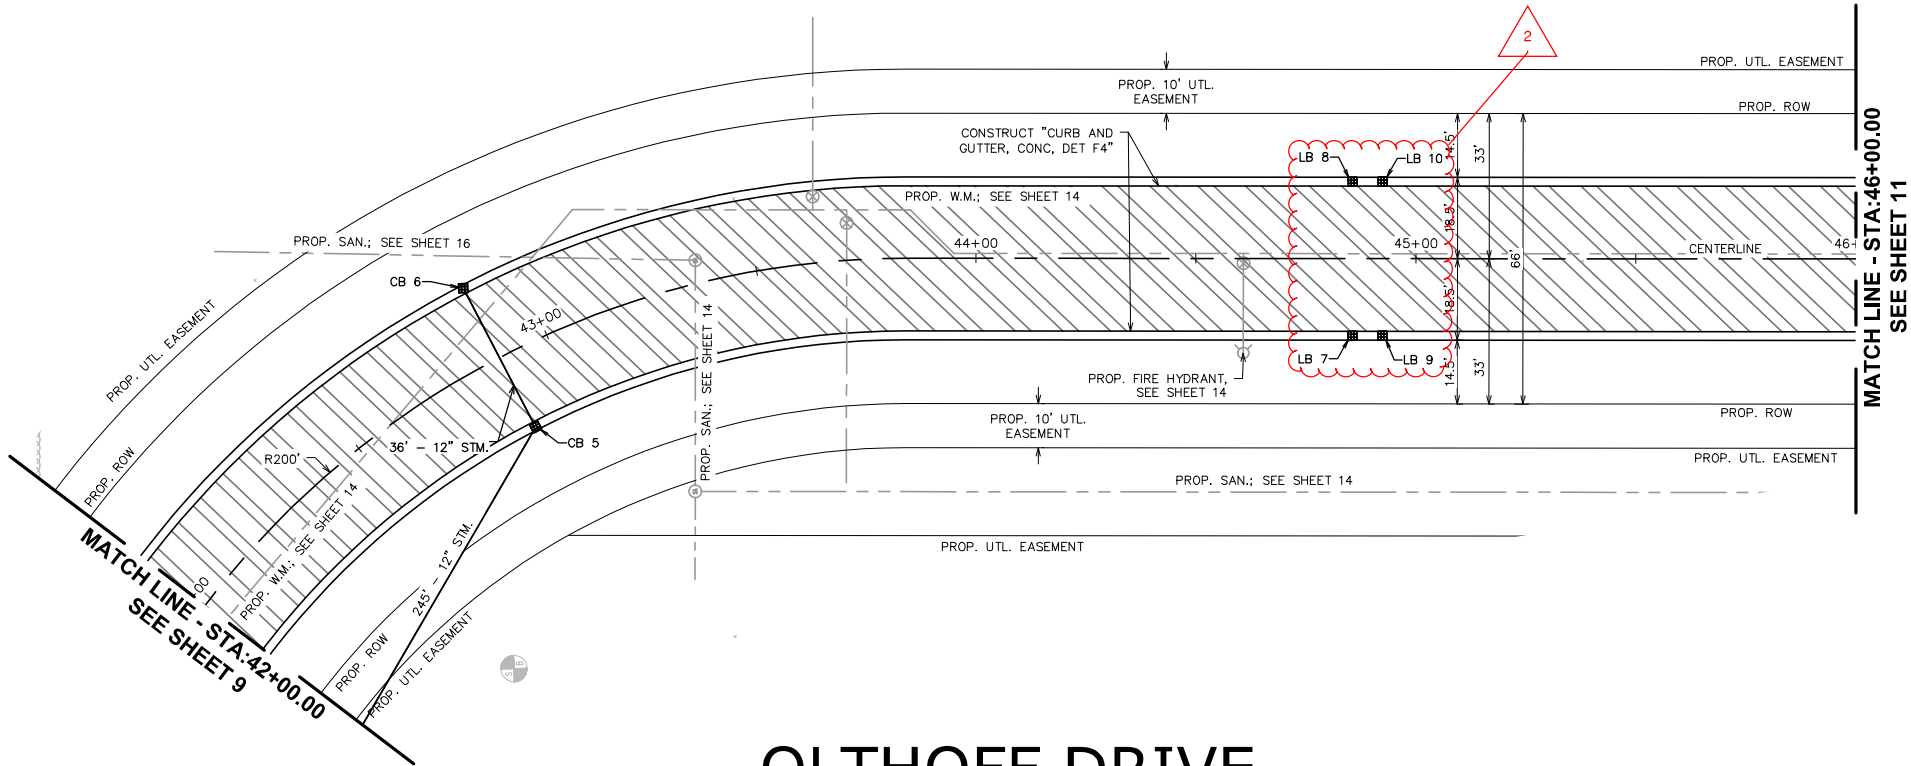 2
PROP. UTL. EASEMENT
PROP. 10' UTL.
EASEMENT
PROP. ROW
CONSTRUCT "CURB AND
GUTTER, CONC, DET F4"
LB 8
LB 10
14.5'
33'
PROP. W.M.; SEE SHEET 14
18.5'
PROP. SAN.; SEE SHEET 16
44+00
45+00
CENTERLINE
46+
66'
MATCH LINE - STA:46+00.00
SEE SHEET 11
CB 6
43+00
18.5'
PROP. UTL. EASEMENT
PROP. SAN.; SEE SHEET 14
LB 7
LB 9
14.5'
33'
PROP. FIRE HYDRANT,
SEE SHEET 14
PROP. 10' UTL.
EASEMENT
PROP. ROW
36' - 12" STM.
CB 5
R200'
PROP. ROW
PROP. UTL. EASEMENT
PROP. SAN.; SEE SHEET 14
PROP. W.M.; SEE SHEET 14
00
PROP. UTL. EASEMENT
245' - 12" STM.
MATCH LINE - STA:42+00.00
SEE SHEET 9
PROP. ROW
PROP. UTL. EASEMENT
S
B
OLTHOFF DRIVE